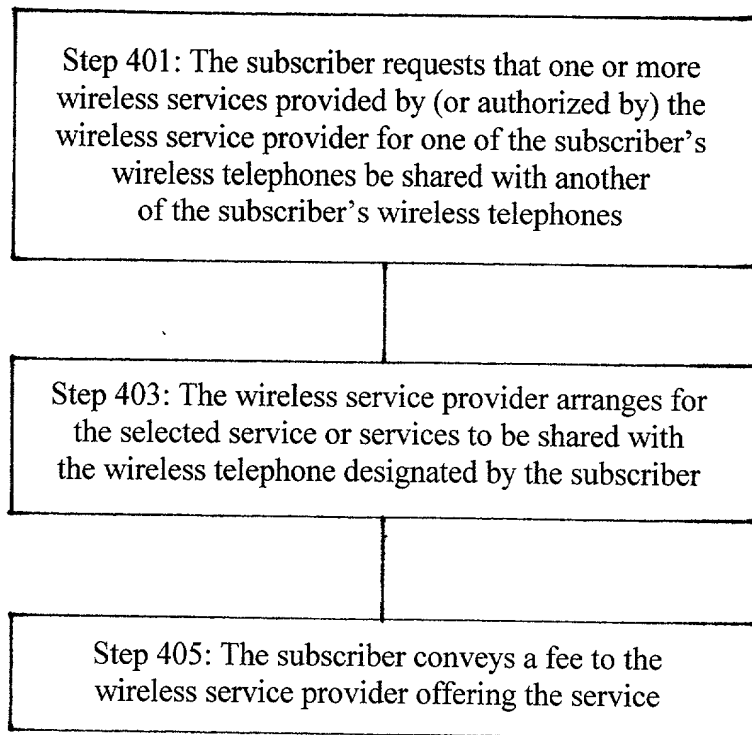 Step 401: The subscriber requests that one or more
wireless services provided by (or authorized by) the
wireless service provider for one of the subscriber's
wireless telephones be shared with another
of the subscriber's wireless telephones
Step 403: The wireless service provider arranges for
the selected service or services to be shared with
the wireless telephone designated by the subscriber
Step 405: The subscriber conveys a fee to the
wireless service provider offering the service